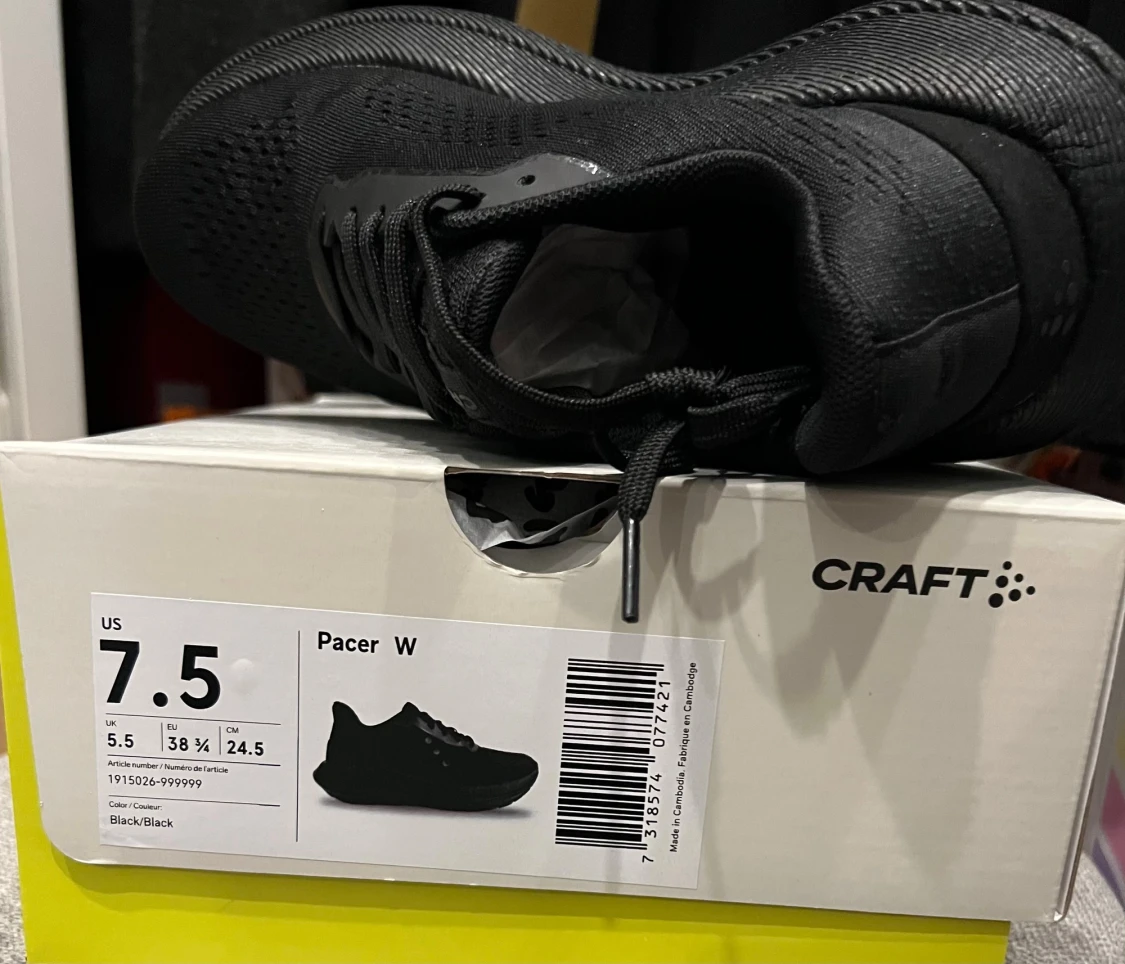 CRAFT
US
7.5
UK
5.5
EU
38 ¾
CM
24.5
Article number / Numéro de l'article
1915026-999999
Color / Couleur:
Black/Black
Pacer W
7 318574 077421
Made in Cambodia. Fabrique en Cambodge